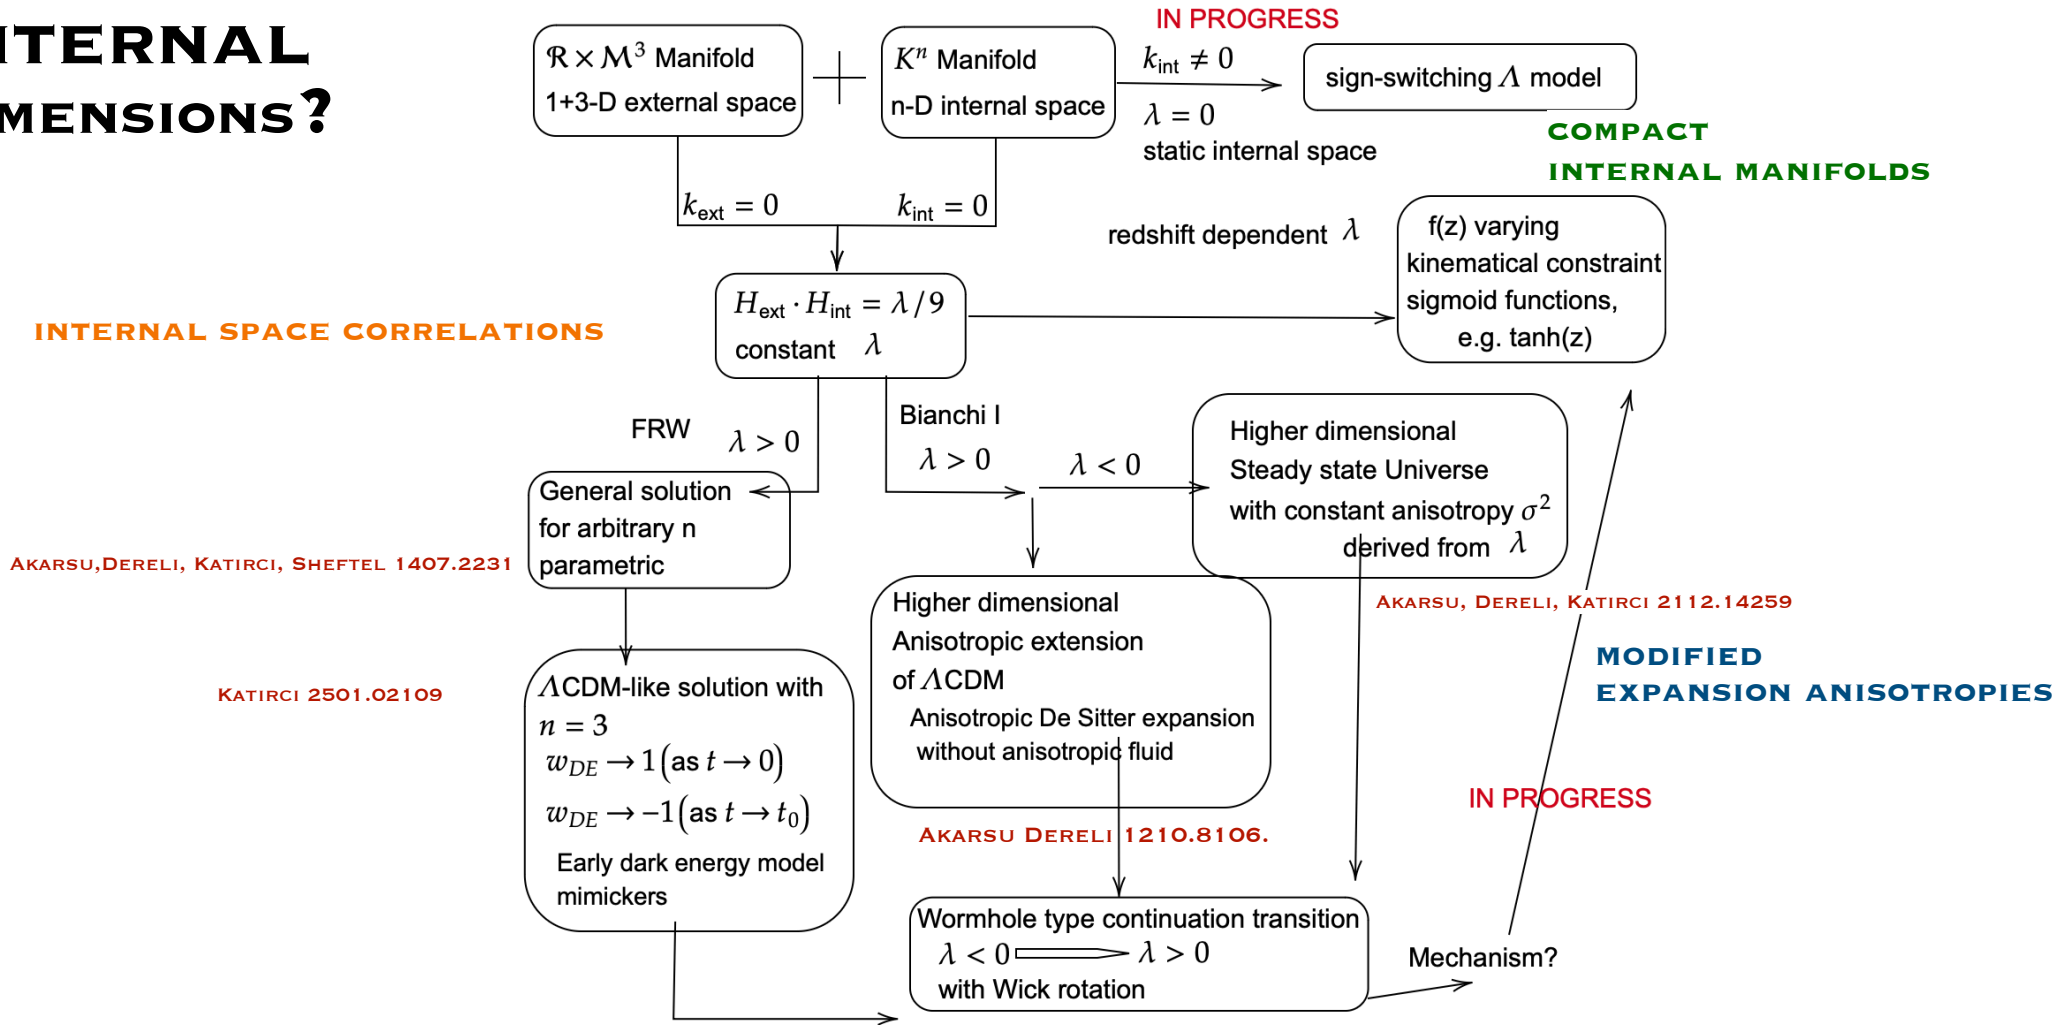 NTERNAL
MENSIONS?
ℛ × ℳ³ Manifold
1+3-D external space
Kⁿ Manifold
n-D internal space
IN PROGRESS
k_int ≠ 0
λ = 0
static internal space
sign-switching Λ model
COMPACT
INTERNAL MANIFOLDS
k_ext = 0
k_int = 0
redshift dependent λ
f(z) varying
kinematical constraint
sigmoid functions,
e.g. tanh(z)
H_ext · H_int = λ/9
constant λ
INTERNAL SPACE CORRELATIONS
FRW
λ > 0
Bianchi I
λ > 0
λ < 0
Higher dimensional
Steady state Universe
with constant anisotropy σ²
derived from λ
General solution
for arbitrary n
parametric
AKARSU,DERELI, KATIRCI, SHEFTEL 1407.2231
Higher dimensional
Anisotropic extension
of ΛCDM
Anisotropic De Sitter expansion
without anisotropic fluid
AKARSU, DERELI, KATIRCI 2112.14259
MODIFIED
EXPANSION ANISOTROPIES
KATIRCI 2501.02109
ΛCDM-like solution with
n = 3
w_DE → 1(as t → 0)
w_DE → −1(as t → t₀)
Early dark energy model
mimickers
IN PROGRESS
AKARSU DERELI 1210.8106.
Wormhole type continuation transition
λ < 0 ⟹ λ > 0
with Wick rotation
Mechanism?